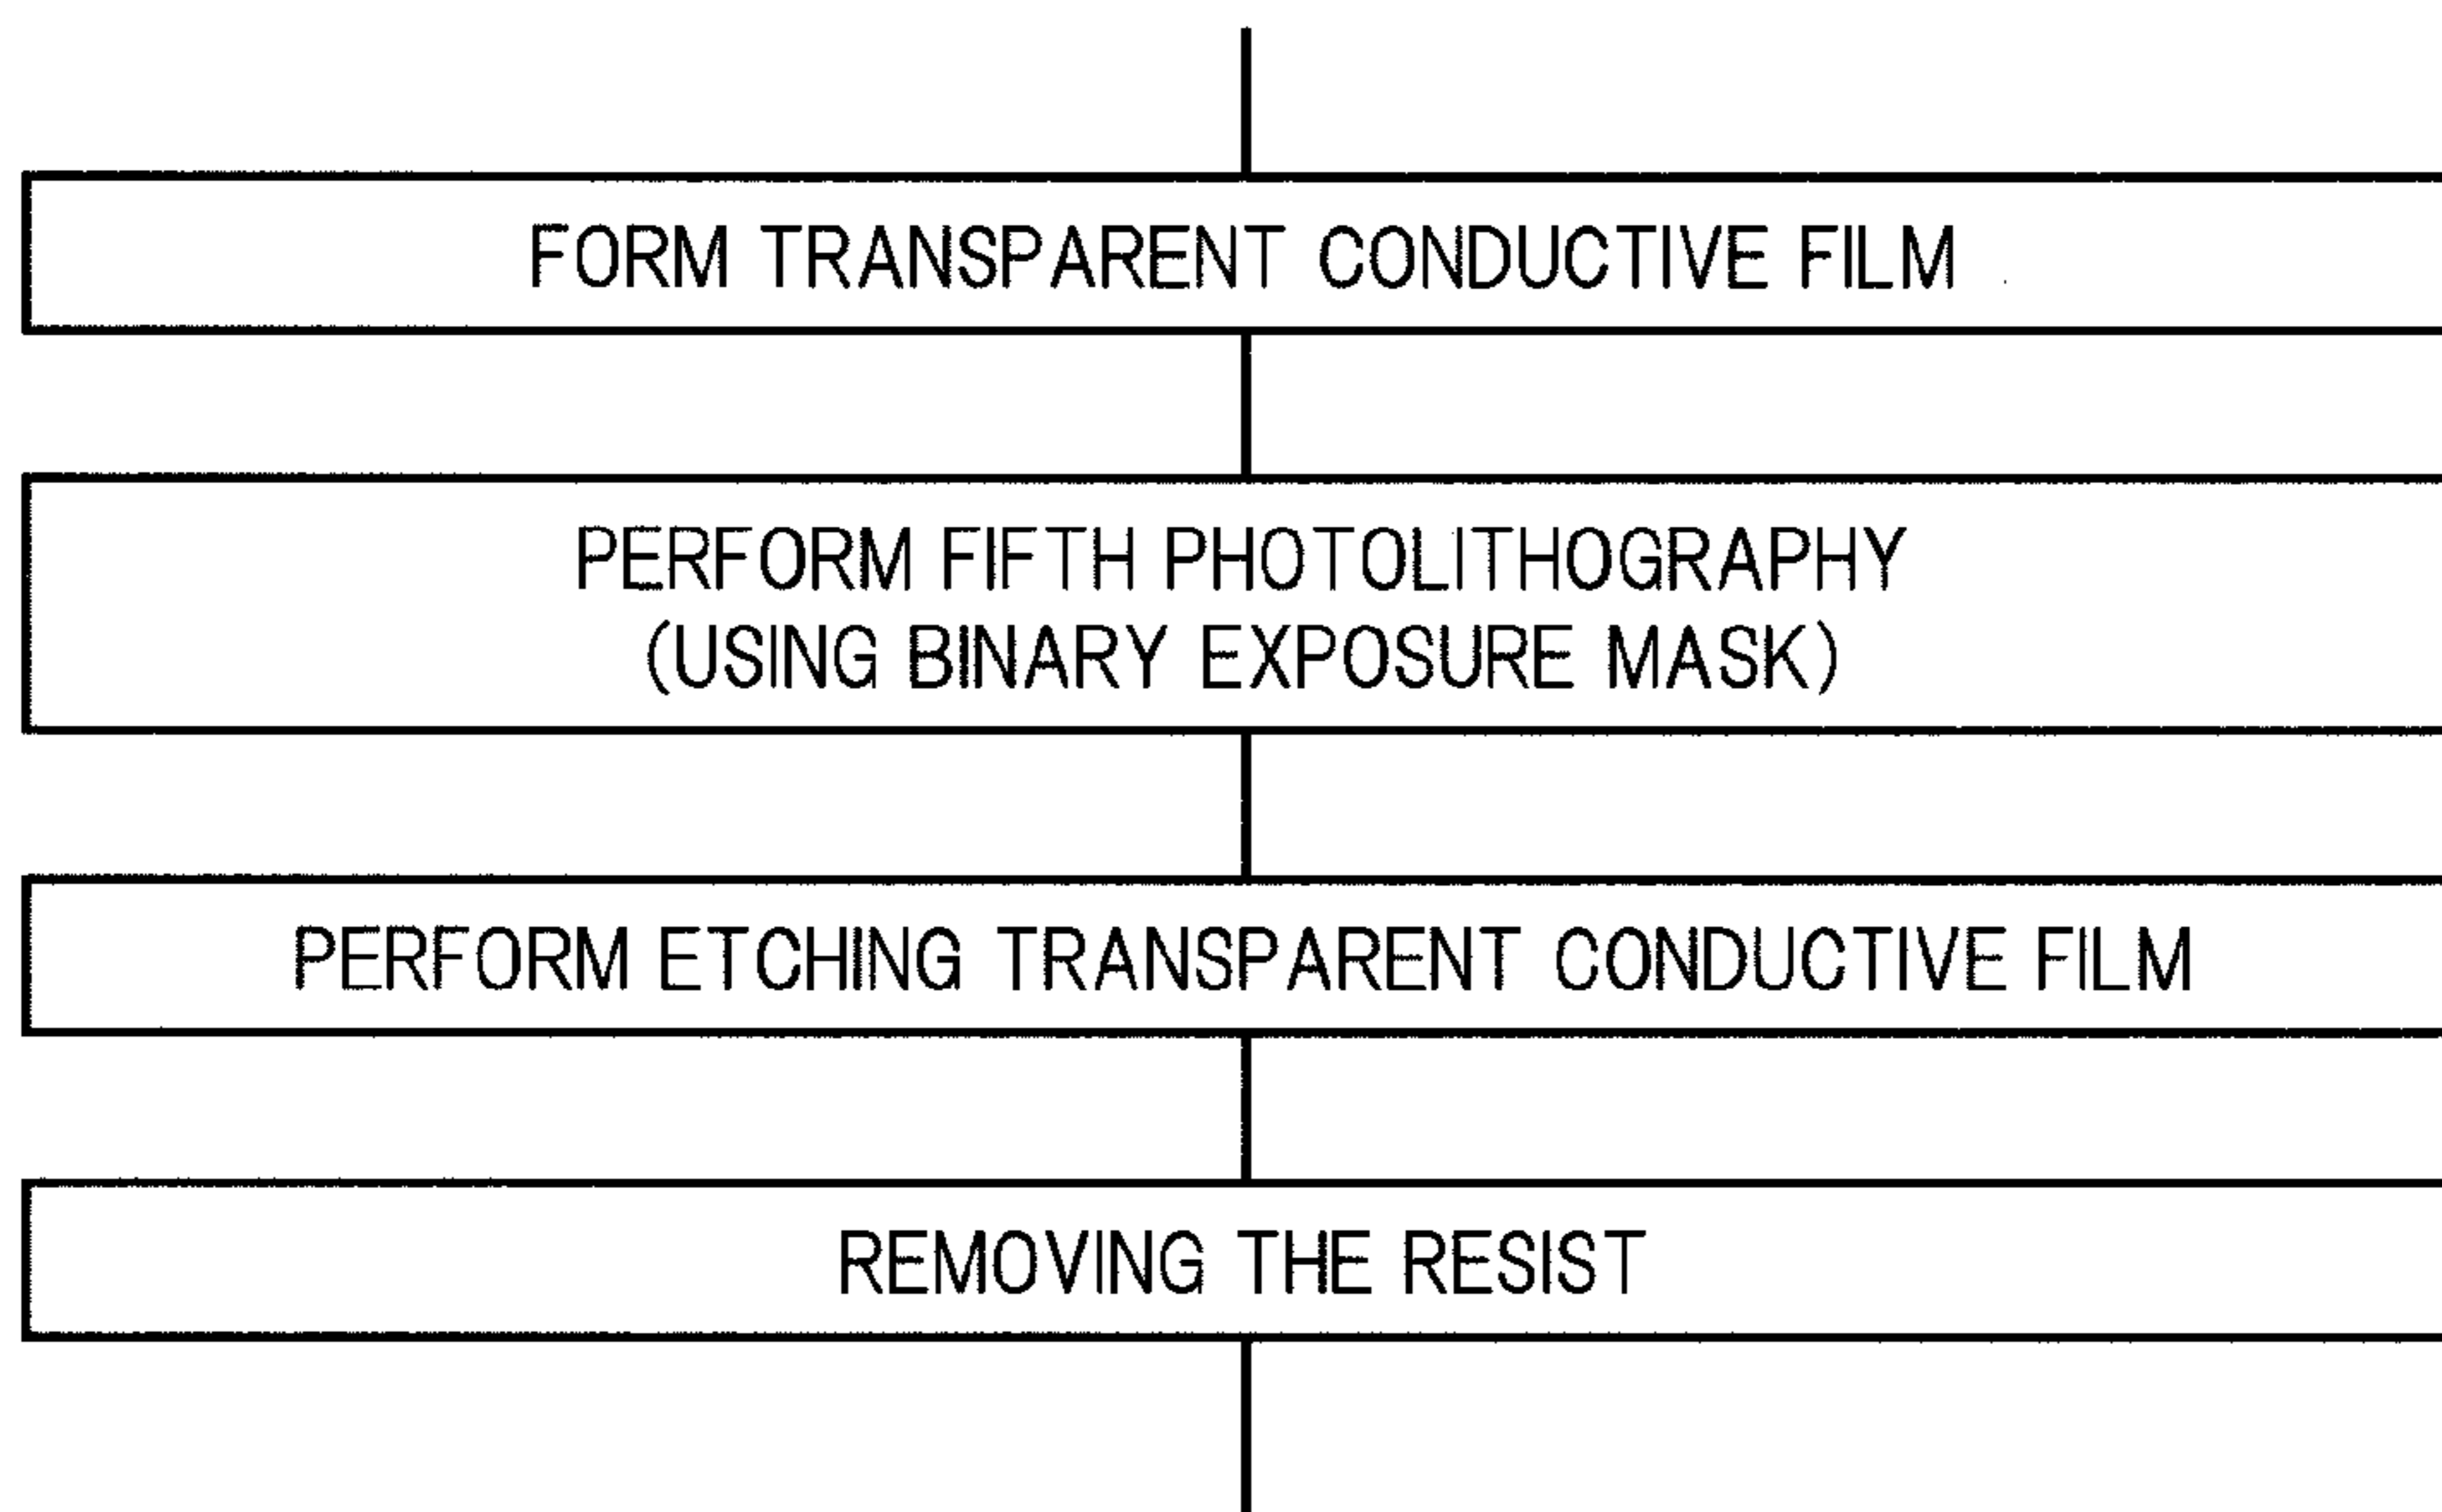 FORM TRANSPARENT CONDUCTIVE FILM
PERFORM FIFTH PHOTOLITHOGRAPHY
(USING BINARY EXPOSURE MASK)
PERFORM ETCHING TRANSPARENT CONDUCTIVE FILM
REMOVING THE RESIST